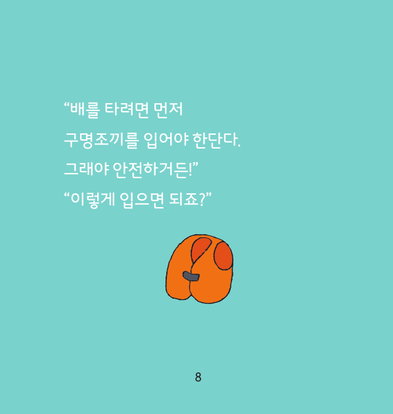 “배를 타려면 먼저
구명조끼를 입어야 한단다.
그래야 안전하거든!”
“이렇게 입으면 되죠?”
8